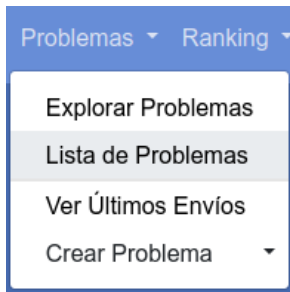 Problemas Ranking
Explorar Problemas
Lista de Problemas
Ver Últimos Envíos
Crear Problema